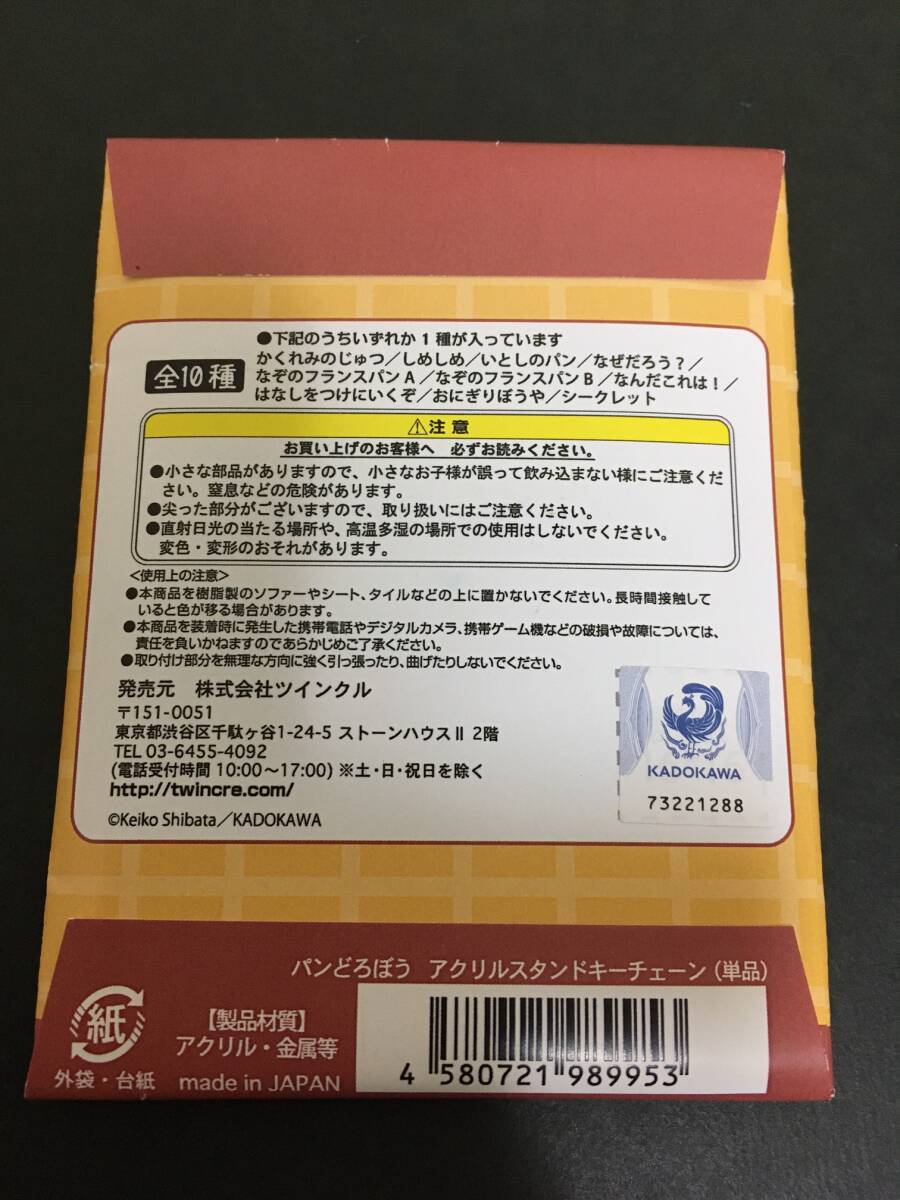 ●下記のうちいずれか1種が入っています
全10種
かくれみのじゅつ／しめしめ／いとしのパン／なぜだろう？／
なぞのフランスパンA／なぞのフランスパンB／なんだこれは！／
はなしをつけにいくぞ／おにぎりぼうや／シークレット
⚠注意
お買い上げのお客様へ 必ずお読みください。
●小さな部品がありますので、小さなお子様が誤って飲み込まない様にご注意くだ
さい。窒息などの危険があります。
●尖った部分がございますので、取り扱いにはご注意ください。
●直射日光の当たる場所や、高温多湿の場所での使用はしないでください。
変色・変形のおそれがあります。
<使用上の注意>
●本商品を樹脂製のソファーやシート、タイルなどの上に置かないでください。長時間接触して
いると色が移る場合があります。
●本商品を装着時に発生した携帯電話やデジタルカメラ、携帯ゲーム機などの破損や故障については、
責任を負いかねますのであらかじめご了承ください。
●取り付け部分を無理な方向に強く引っ張ったり、曲げたりしないでください。
発売元 株式会社ツインクル
〒151-0051
東京都渋谷区千駄ヶ谷1-24-5 ストーンハウスⅡ 2階
TEL 03-6455-4092
(電話受付時間 10:00～17:00) ※土・日・祝日を除く
http://twincre.com/
©Keiko Shibata／KADOKAWA
KADOKAWA
73221288
パンどろぼう アクリルスタンドキーチェーン（単品）
紙
外袋・台紙
【製品材質】
アクリル・金属等
made in JAPAN
4 580721 989953